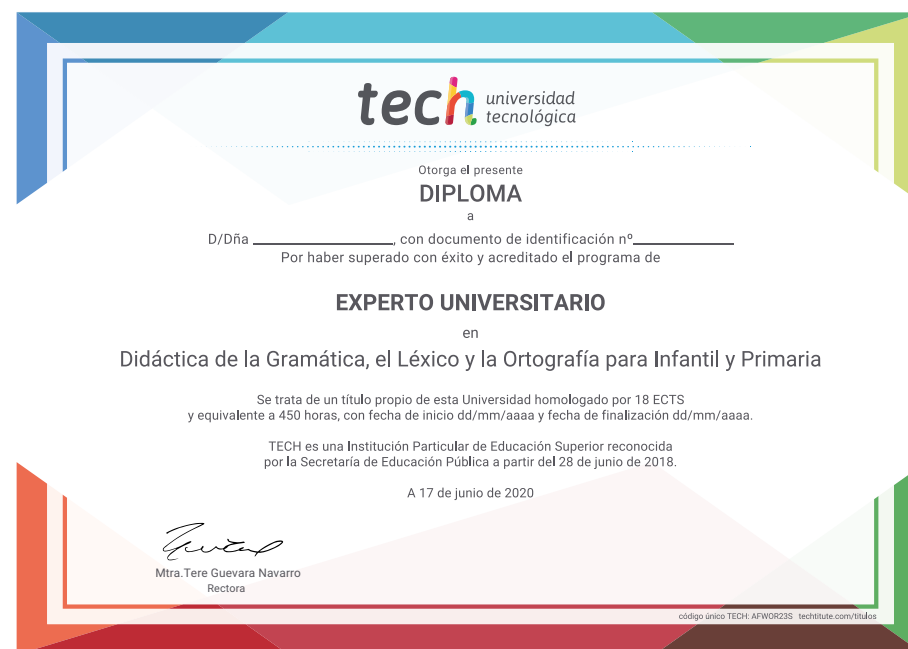 tech universidad
tecnológica
Otorga el presente
DIPLOMA
a
D/Dña ____________________, con documento de identificación nº______________
Por haber superado con éxito y acreditado el programa de
EXPERTO UNIVERSITARIO
en
Didáctica de la Gramática, el Léxico y la Ortografía para Infantil y Primaria
Se trata de un título propio de esta Universidad homologado por 18 ECTS
y equivalente a 450 horas, con fecha de inicio dd/mm/aaaa y fecha de finalización dd/mm/aaaa.
TECH es una Institución Particular de Educación Superior reconocida
por la Secretaría de Educación Pública a partir del 28 de junio de 2018.
A 17 de junio de 2020
Mtra.Tere Guevara Navarro
Rectora
código único TECH: AFWOR23S techtitute.com/titulos